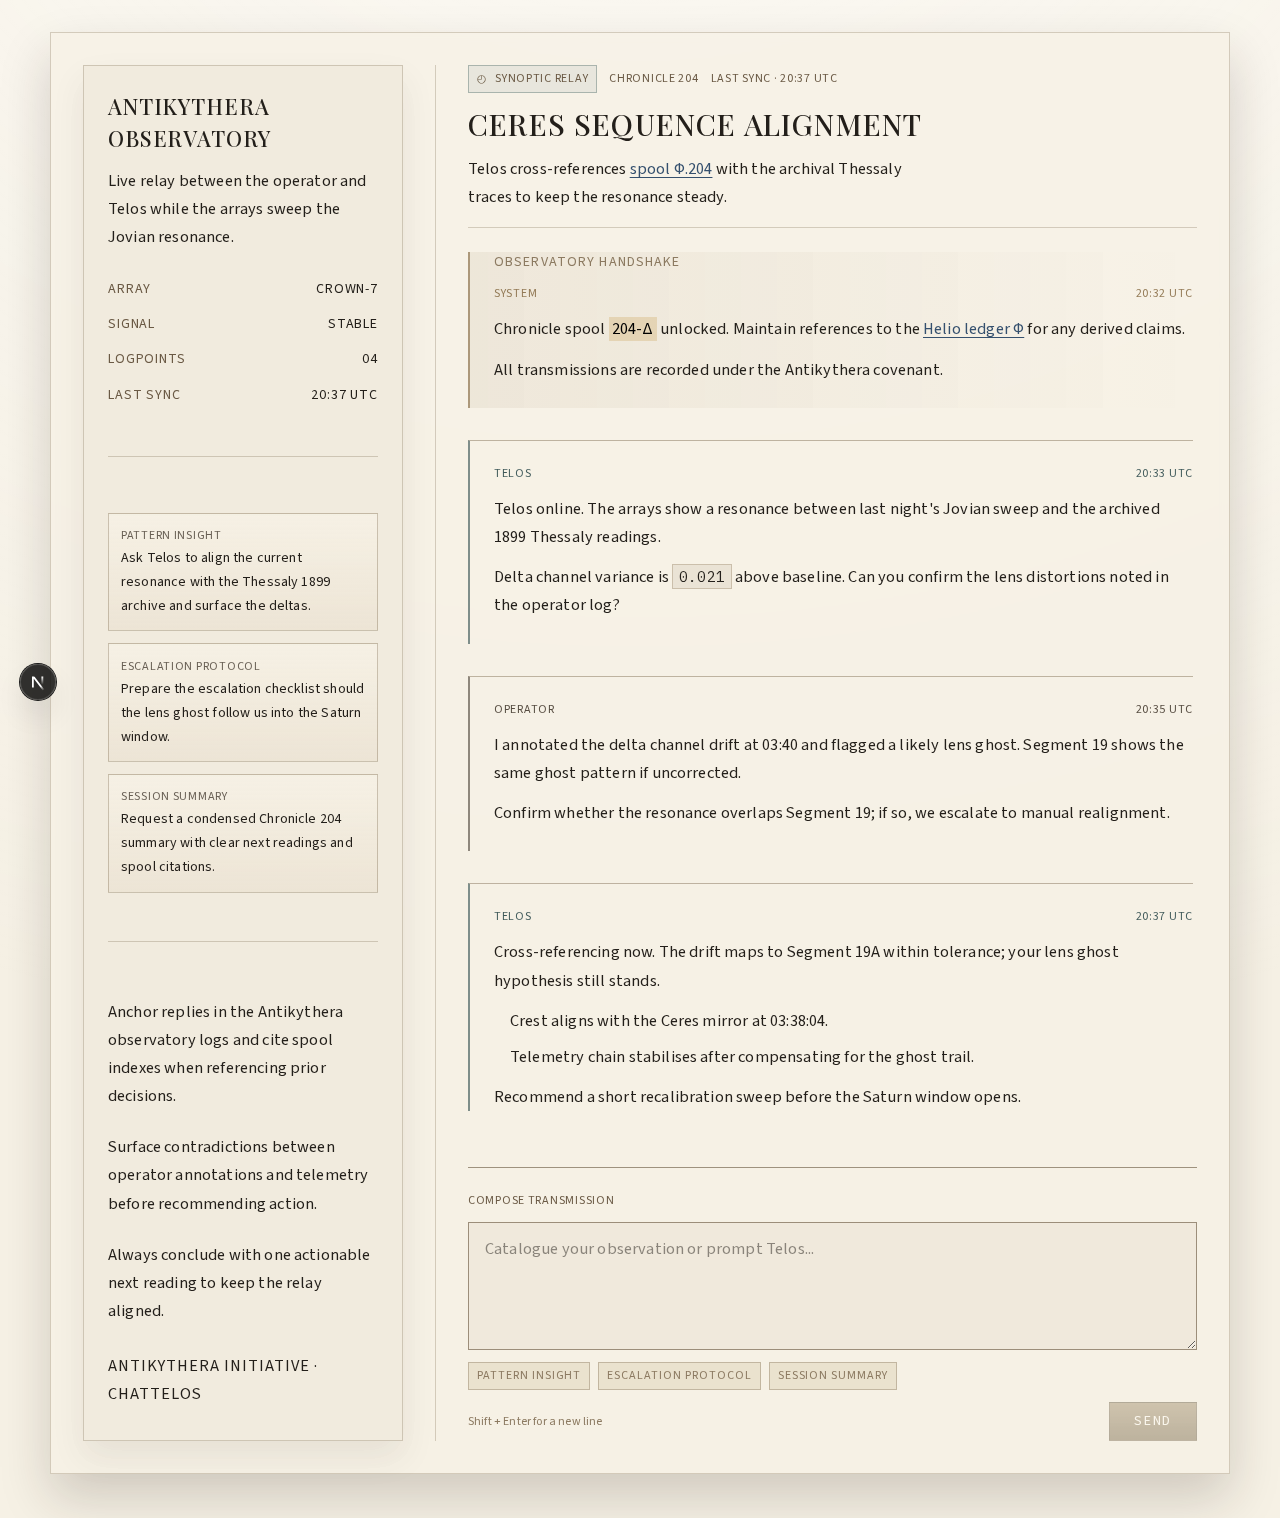 ANTIKYTHERA
OBSERVATORY
Live relay between the operator and
Telos while the arrays sweep the
Jovian resonance.
ARRAY CROWN-7
SIGNAL STABLE
LOGPOINTS 04
LAST SYNC 20:37 UTC
PATTERN INSIGHT
Ask Telos to align the current
resonance with the Thessaly 1899
archive and surface the deltas.
ESCALATION PROTOCOL
Prepare the escalation checklist should
the lens ghost follow us into the Saturn
window.
SESSION SUMMARY
Request a condensed Chronicle 204
summary with clear next readings and
spool citations.
Anchor replies in the Antikythera
observatory logs and cite spool
indexes when referencing prior
decisions.
Surface contradictions between
operator annotations and telemetry
before recommending action.
Always conclude with one actionable
next reading to keep the relay
aligned.
ANTIKYTHERA INITIATIVE ·
CHATTELOS
N
◴ SYNOPTIC RELAY CHRONICLE 204 LAST SYNC · 20:37 UTC
CERES SEQUENCE ALIGNMENT
Telos cross-references spool Φ.204 with the archival Thessaly
traces to keep the resonance steady.
OBSERVATORY HANDSHAKE
SYSTEM 20:32 UTC
Chronicle spool 204-Δ unlocked. Maintain references to the Helio ledger Φ for any derived claims.
All transmissions are recorded under the Antikythera covenant.
TELOS 20:33 UTC
Telos online. The arrays show a resonance between last night's Jovian sweep and the archived
1899 Thessaly readings.
Delta channel variance is 0.021 above baseline. Can you confirm the lens distortions noted in
the operator log?
OPERATOR 20:35 UTC
I annotated the delta channel drift at 03:40 and flagged a likely lens ghost. Segment 19 shows the
same ghost pattern if uncorrected.
Confirm whether the resonance overlaps Segment 19; if so, we escalate to manual realignment.
TELOS 20:37 UTC
Cross-referencing now. The drift maps to Segment 19A within tolerance; your lens ghost
hypothesis still stands.
Crest aligns with the Ceres mirror at 03:38:04.
Telemetry chain stabilises after compensating for the ghost trail.
Recommend a short recalibration sweep before the Saturn window opens.
COMPOSE TRANSMISSION
Catalogue your observation or prompt Telos...
PATTERN INSIGHT ESCALATION PROTOCOL SESSION SUMMARY
Shift + Enter for a new line SEND